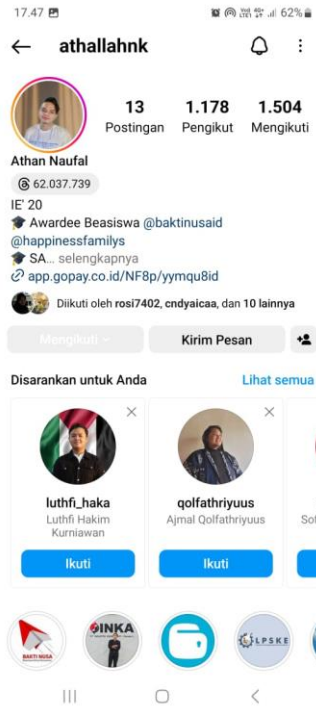 17.47
62%
athallahnk
13 1.178 1.504
Postingan Pengikut Mengikuti
Athan Naufal
62.037.739
IE' 20
🎓 Awardee Beasiswa @baktinusaid
@happinessfamilys
🎓 SA... selengkapnya
app.gopay.co.id/NF8p/yymqu8id
Diikuti oleh rosi7402, cndyaicaa, dan 10 lainnya
Mengikuti Kirim Pesan
Disarankan untuk Anda Lihat semua
luthfi_haka qolfathriyuus
Luthfi Hakim Ajmal Qolfathriyuus
Kurniawan
Ikuti Ikuti
BAKTI NUSA INKA LPSKE